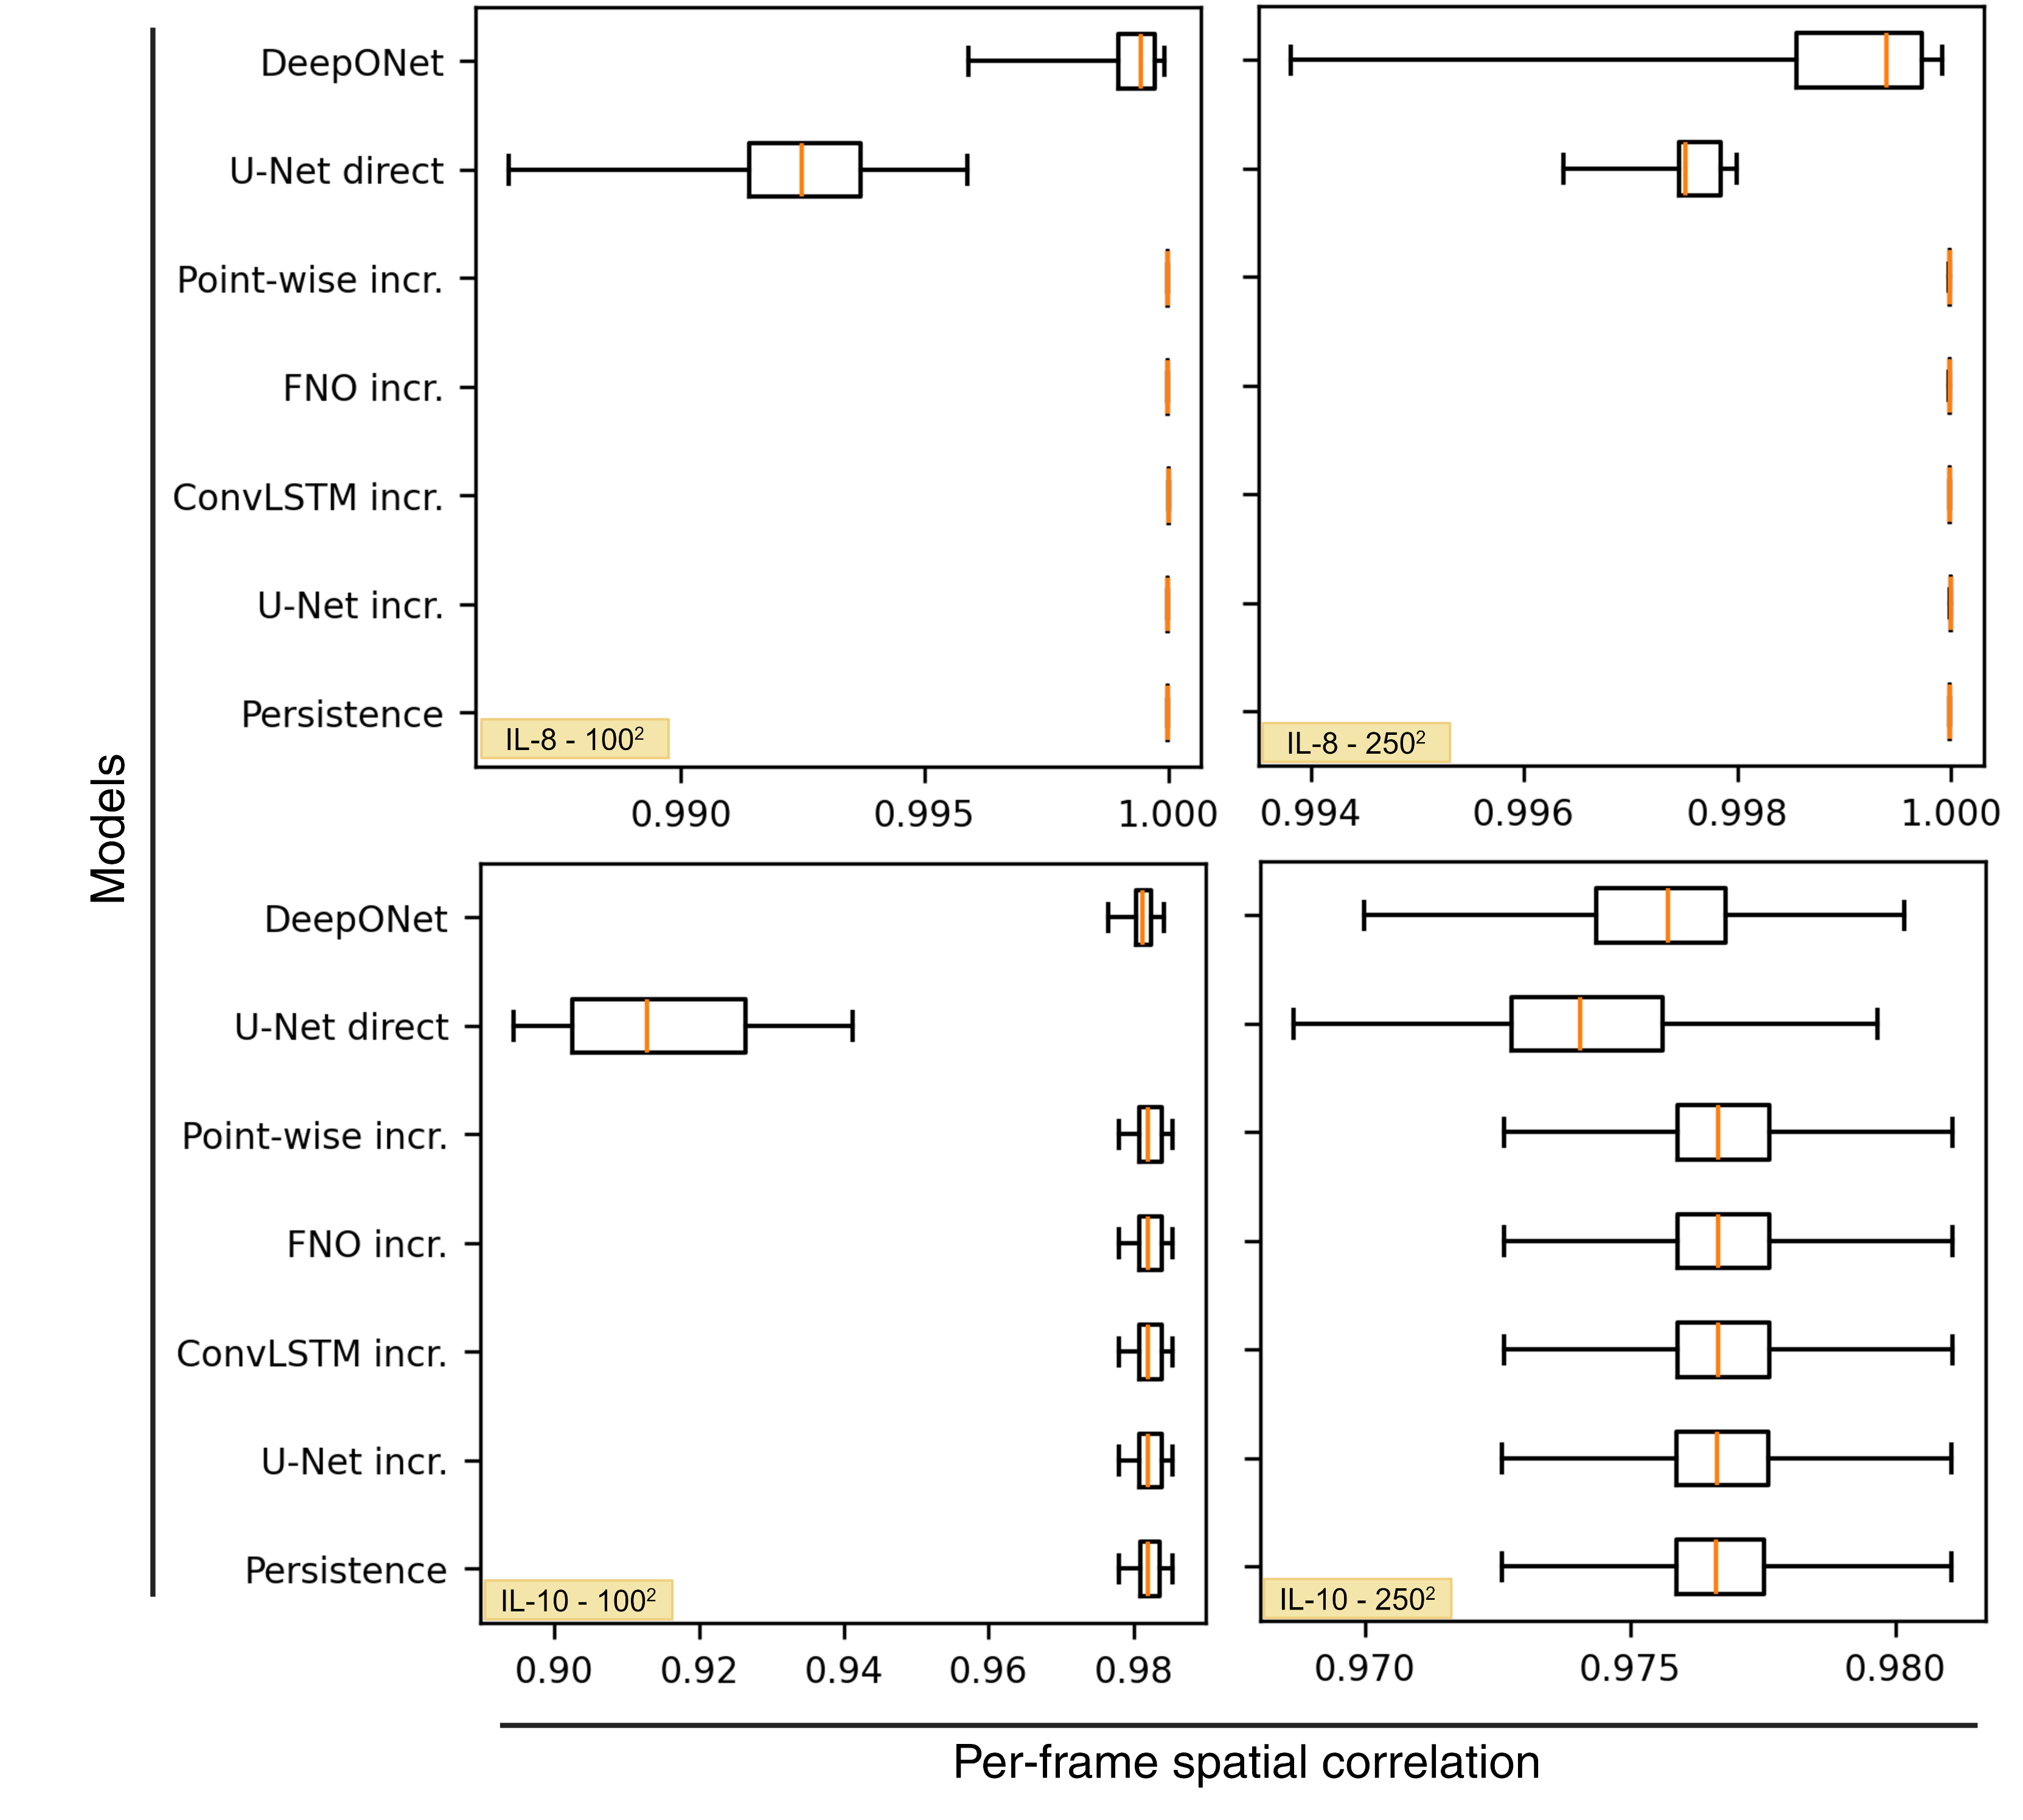 Models
DeepONet
U-Net direct
Point-wise incr.
FNO incr.
ConvLSTM incr.
U-Net incr.
Persistence
IL-8 - 100²
0.990 0.995 1.000
IL-8 - 250²
0.994 0.996 0.998 1.000
DeepONet
U-Net direct
Point-wise incr.
FNO incr.
ConvLSTM incr.
U-Net incr.
Persistence
IL-10 - 100²
0.90 0.92 0.94 0.96 0.98
IL-10 - 250²
0.970 0.975 0.980
Per-frame spatial correlation